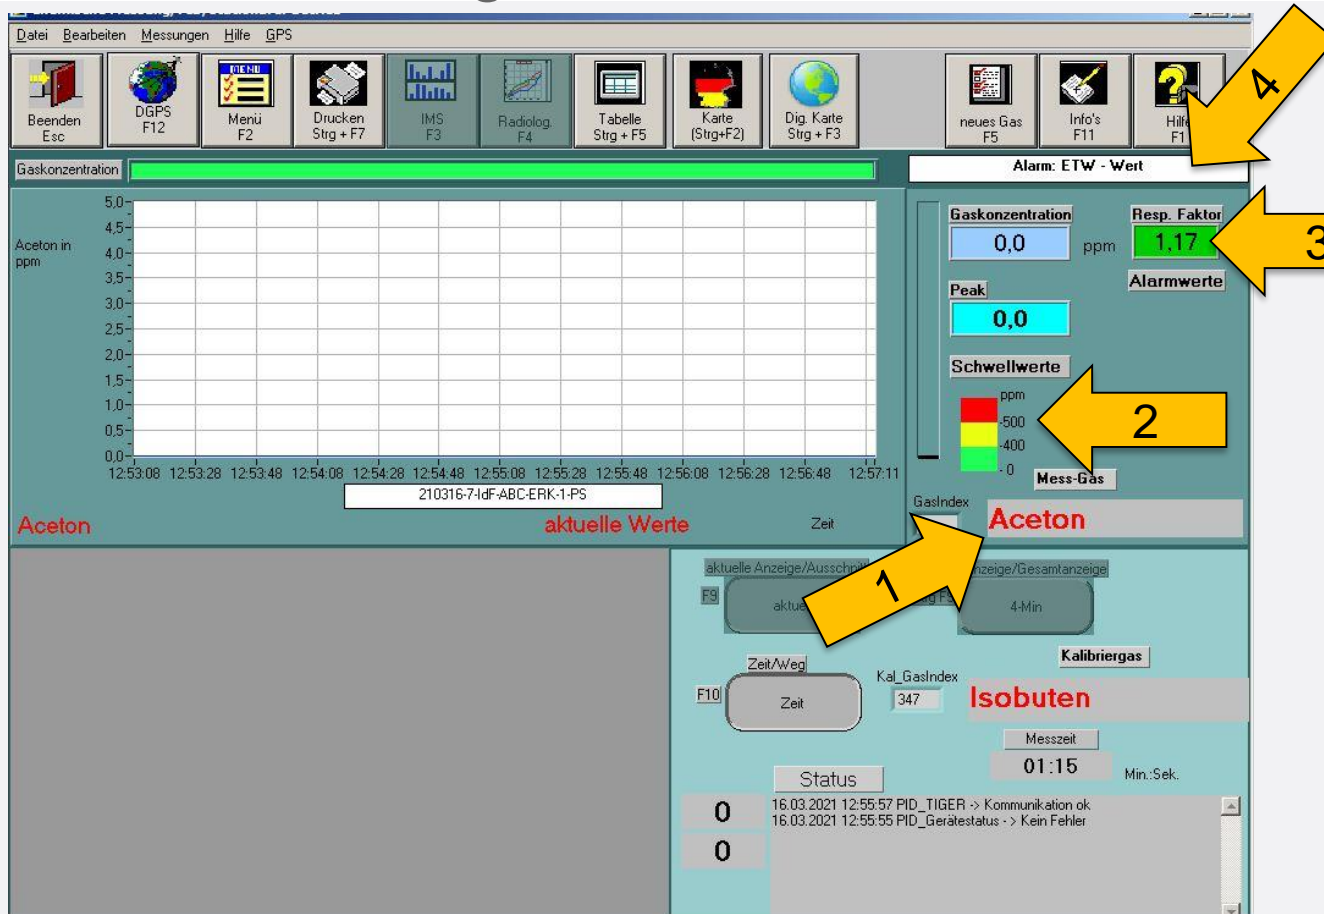 Datei Bearbeiten Messungen Hilfe GPS
Beenden
Esc
DGPS
F12
MENU
Menü
F2
Drucken
Strg + F7
IMS
F3
Radiolog.
F4
Tabelle
Strg + F5
Karte
(Strg+F2)
Dig. Karte
Strg + F3
neues Gas
F5
Info's
F11
Hilfe
F1
4
Gaskonzentration
Alarm: ETW - Wert
Aceton in
ppm
5,0
4,5
4,0
3,5
3,0
2,5
2,0
1,5
1,0
0,5
0,0
12:53:08 12:53:28 12:53:48 12:54:08 12:54:28 12:54:48 12:55:08 12:55:28 12:55:48 12:56:08 12:56:28 12:56:48 12:57:11
210316-7-IdF-ABC-ERK-1-PS
Aceton
aktuelle Werte
Zeit
Gaskonzentration
0,0
ppm
Resp. Faktor
1,17
3
Alarmwerte
Peak
0,0
Schwellwerte
ppm
-500
-400
- 0
2
Mess-Gas
GasIndex
Aceton
1
aktuelle Anzeige/Ausschnitt
F9
4-Min
Kalibriergas
Zeit/Weg
F10
Zeit
Kal_GasIndex
347
Isobuten
Messzeit
01:15
Min.:Sek.
Status
0
0
16.03.2021 12:55:57 PID_TIGER -> Kommunikation ok
16.03.2021 12:55:55 PID_Gerätestatus -> Kein Fehler